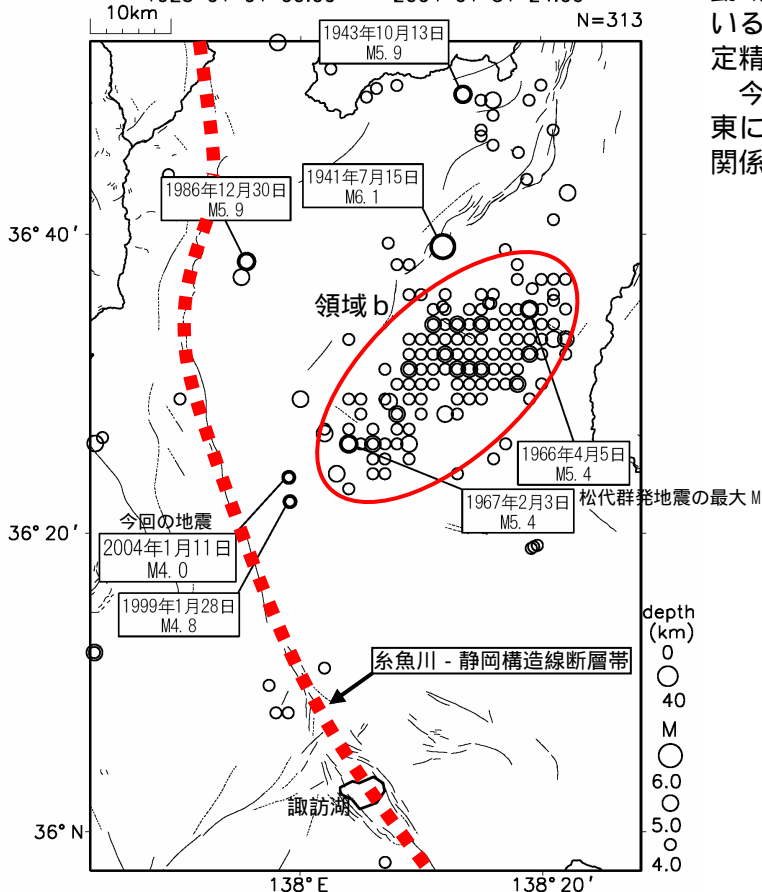 10km
N=313
1943年10月13日
M5.9
いる
定精
今
東に
関係
1986年12月30日
M5.9
1941年7月15日
M6.1
36°40′
領域b
1966年4月5日
M5.4
1967年2月3日
M5.4
松代群発地震の最大M
36°20′
今回の地震
2004年1月11日
M4.0
1999年1月28日
M4.8
糸魚川-静岡構造線断層帯
諏訪湖
36°N
138°E
138°20′
depth
(km)
0
40
M
6.0
5.0
4.0